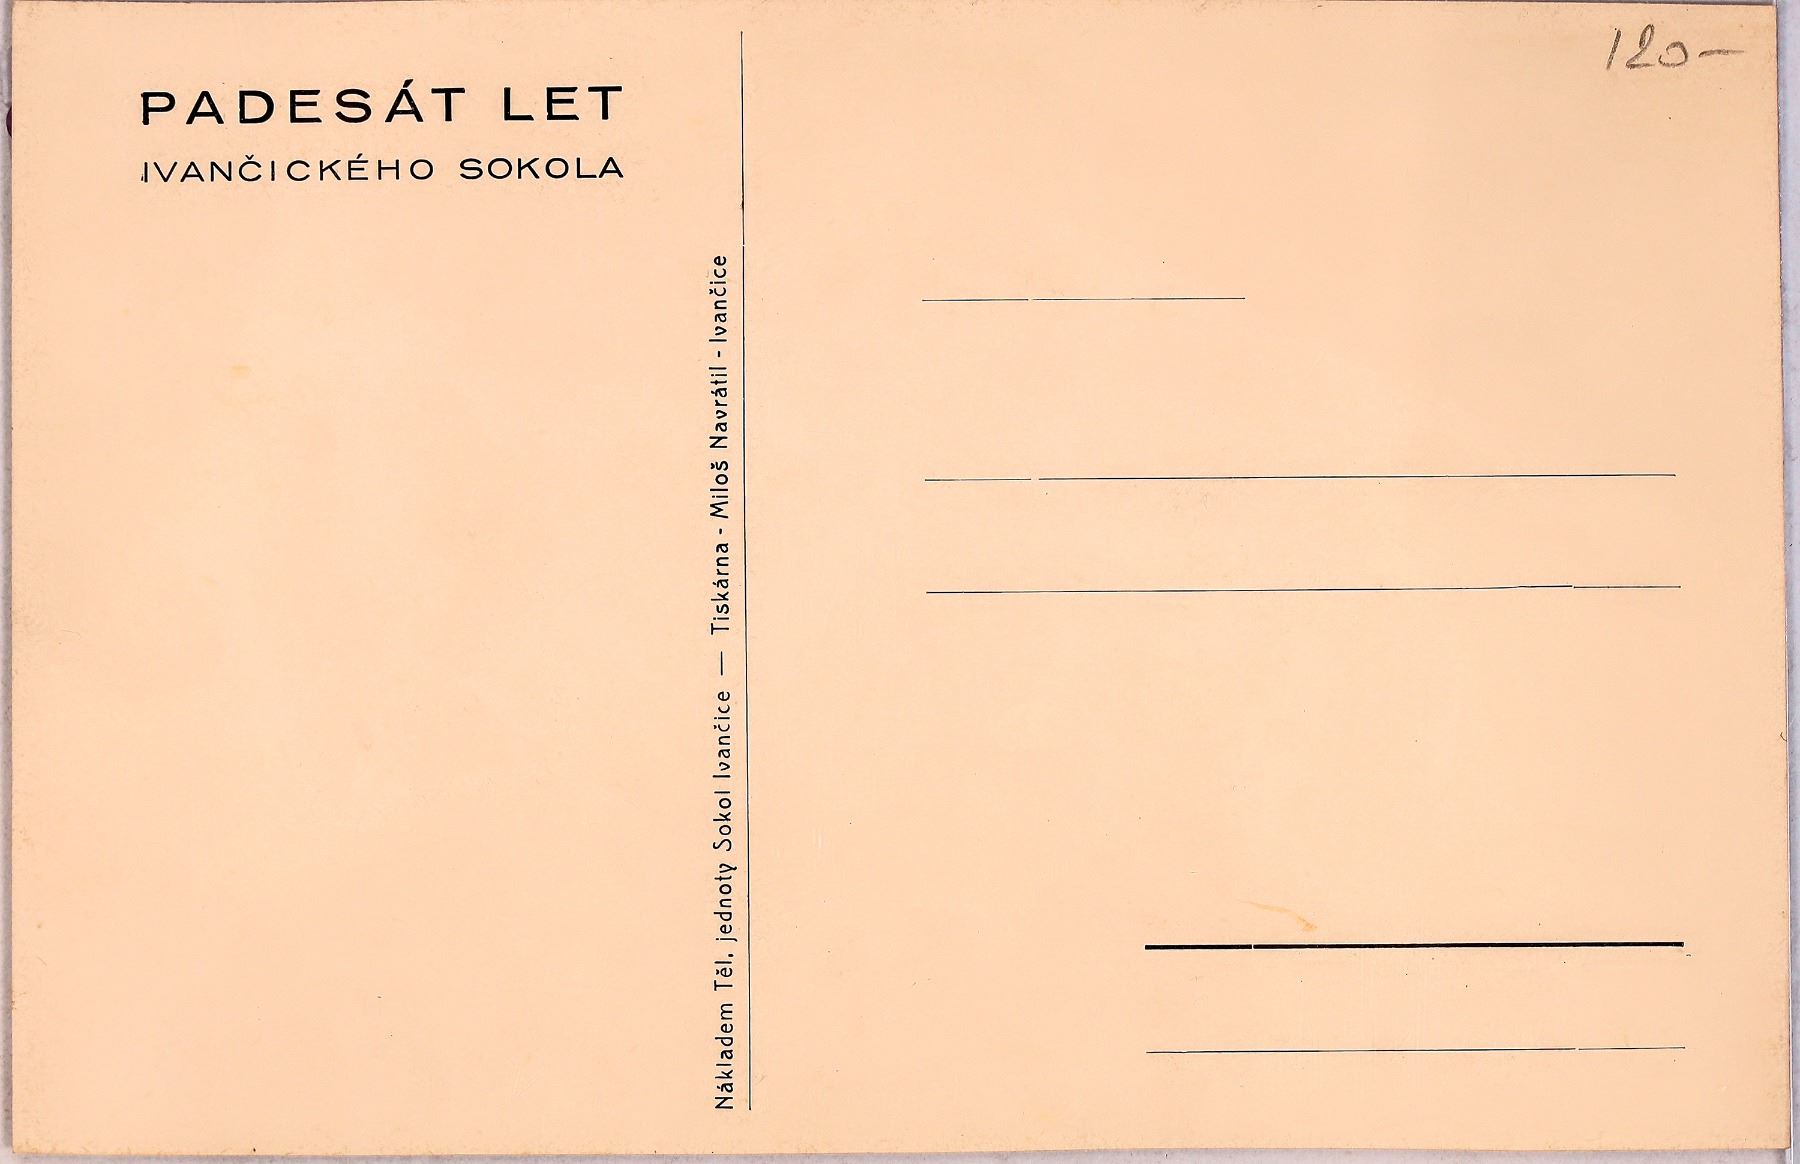 PADESÁT LET
IVANČICKÉHO SOKOLA
Nákladem Těl. jednoty Sokol Ivančice — Tiskárna - Miloš Navrátil - Ivančice
120-